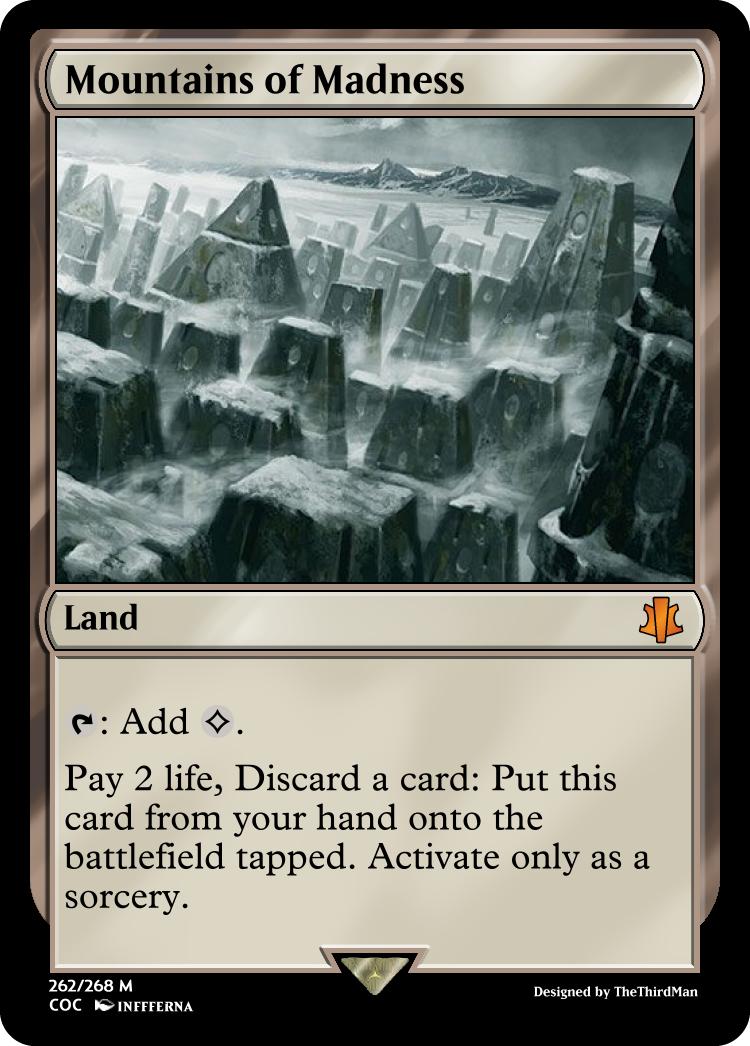 Mountains of Madness
Land
: Add .
Pay 2 life, Discard a card: Put this
card from your hand onto the
battlefield tapped. Activate only as a
sorcery.
262/268 M
COC INFFFERNA
Designed by TheThirdMan